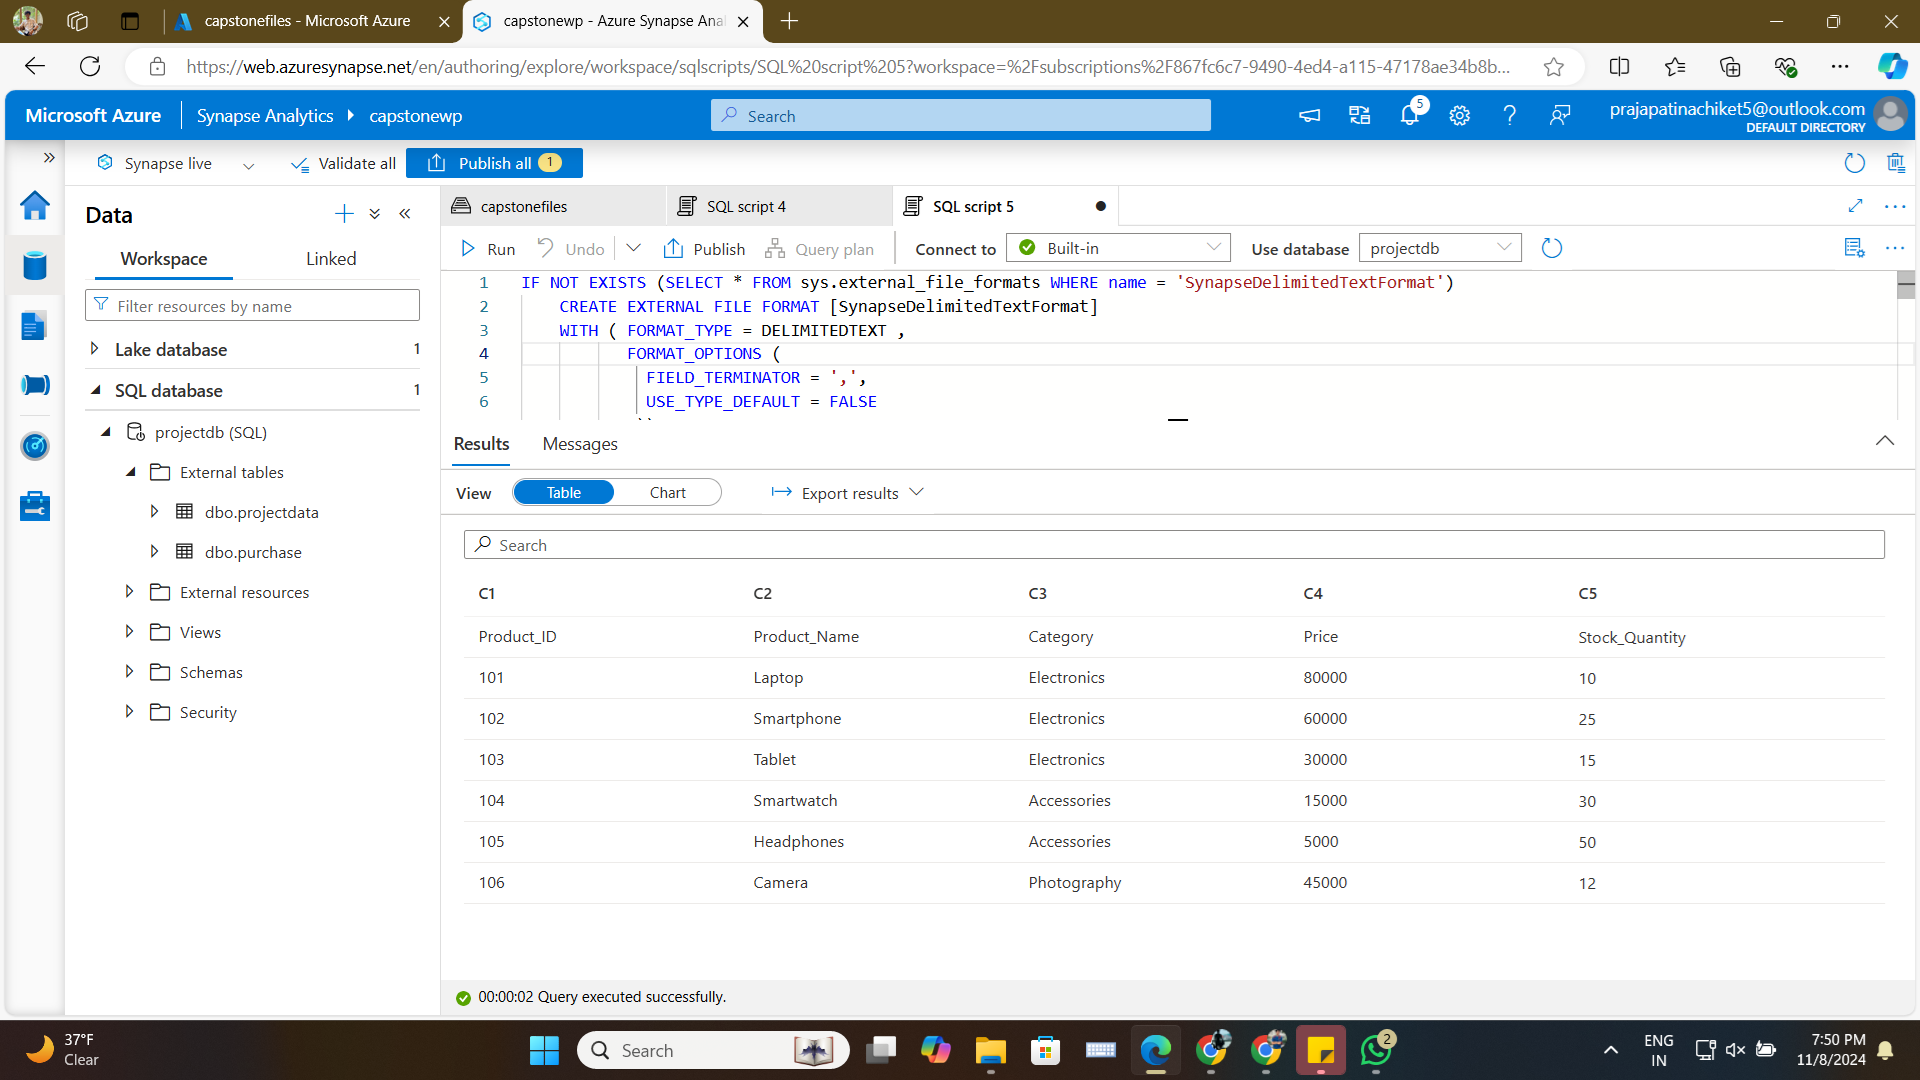 capstonefiles - Microsoft Azure
capstonewp - Azure Synapse Anal
https://web.azuresynapse.net/en/authoring/explore/workspace/sqlscripts/SQL%20script%205?workspace=%2Fsubscriptions%2F867fc6c7-9490-4ed4-a115-47178ae34b8b...
Microsoft Azure
Synapse Analytics
capstonewp
Search
5
prajapatinachiket5@outlook.com
DEFAULT DIRECTORY
Synapse live
Validate all
Publish all 1
Data
Workspace
Linked
Filter resources by name
Lake database 1
SQL database 1
projectdb (SQL)
External tables
dbo.projectdata
dbo.purchase
External resources
Views
Schemas
Security
capstonefiles
SQL script 4
SQL script 5
Run
Undo
Publish
Query plan
Connect to
Built-in
Use database
projectdb
1 IF NOT EXISTS (SELECT * FROM sys.external_file_formats WHERE name = 'SynapseDelimitedTextFormat')
2 CREATE EXTERNAL FILE FORMAT [SynapseDelimitedTextFormat]
3 WITH ( FORMAT_TYPE = DELIMITEDTEXT ,
4 FORMAT_OPTIONS (
5 FIELD_TERMINATOR = ',',
6 USE_TYPE_DEFAULT = FALSE
Results
Messages
View
Table
Chart
Export results
Search
C1 C2 C3 C4 C5
Product_ID Product_Name Category Price Stock_Quantity
101 Laptop Electronics 80000 10
102 Smartphone Electronics 60000 25
103 Tablet Electronics 30000 15
104 Smartwatch Accessories 15000 30
105 Headphones Accessories 5000 50
106 Camera Photography 45000 12
00:00:02 Query executed successfully.
37°F
Clear
Search
2
ENG
IN
7:50 PM
11/8/2024